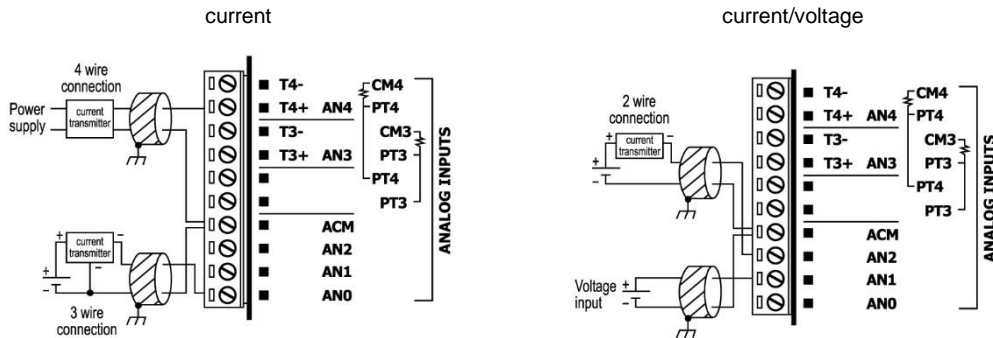 current
4 wire
connection
Power
supply
current
transmitter
T4-
CM4
T4+ AN4
PT4
T3-
CM3
T3+ AN3
PT3
PT4
PT3
ACM
AN2
AN1
AN0
ANALOG INPUTS
+
−
current
transmitter
+
−
−
3 wire
connection
current/voltage
2 wire
connection
+
current
transmitter
−
+
−
Voltage
input
+
−
T4-
CM4
T4+ AN4
PT4
T3-
CM3
T3+ AN3
PT3
PT4
PT3
ACM
AN2
AN1
AN0
ANALOG INPUTS